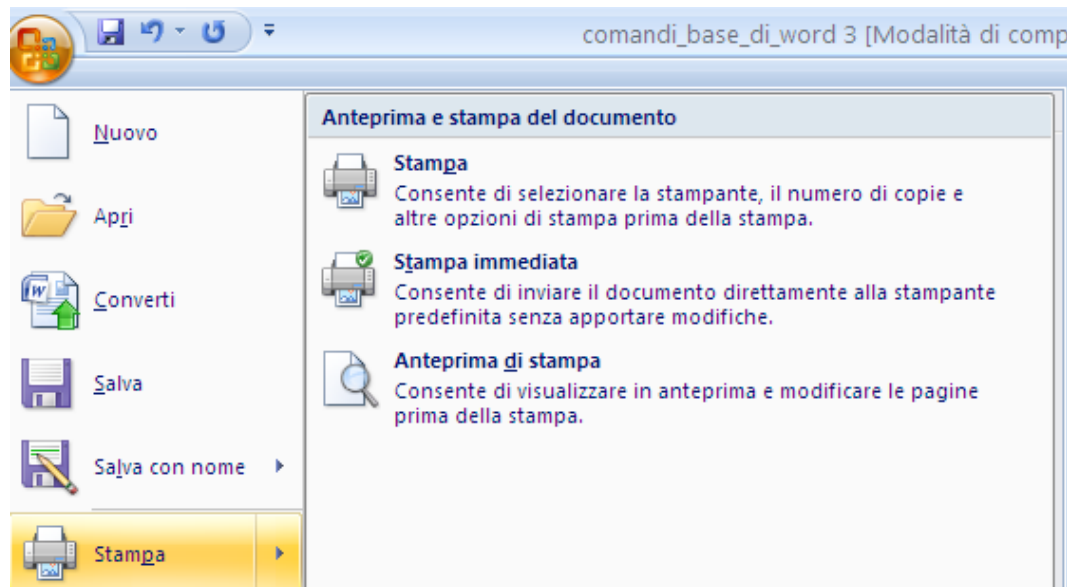 comandi_base_di_word 3 [Modalità di comp
Nuovo
Apri
Converti
Salva
Salva con nome
Stampa
Anteprima e stampa del documento
Stampa
Consente di selezionare la stampante, il numero di copie e
altre opzioni di stampa prima della stampa.
Stampa immediata
Consente di inviare il documento direttamente alla stampante
predefinita senza apportare modifiche.
Anteprima di stampa
Consente di visualizzare in anteprima e modificare le pagine
prima della stampa.